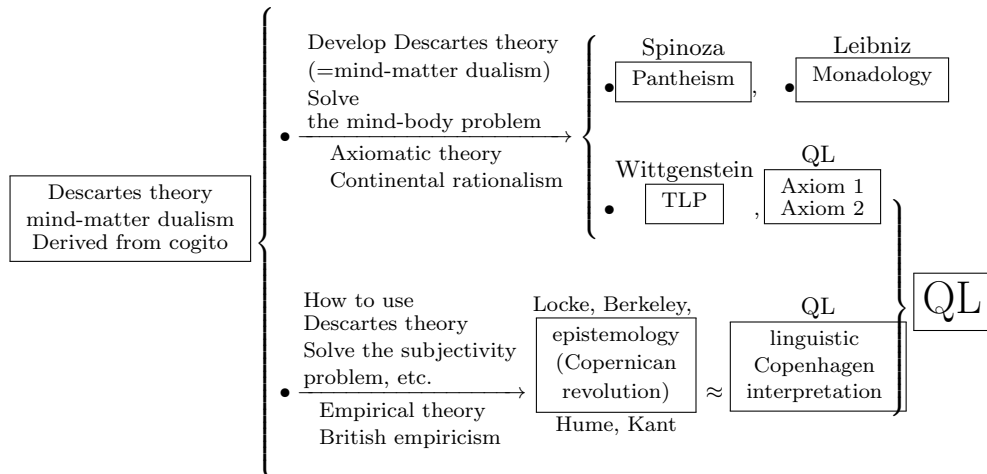 Descartes theory
mind-matter dualism
Derived from cogito
Develop Descartes theory
(=mind-matter dualism)
Solve
the mind-body problem
Axiomatic theory
Continental rationalism
Spinoza
• Pantheism ,
Leibniz
• Monadology
Wittgenstein
• TLP ,
QL
Axiom 1
Axiom 2
How to use
Descartes theory
Solve the subjectivity
problem, etc.
Empirical theory
British empiricism
Locke, Berkeley,
epistemology
(Copernican
revolution)
Hume, Kant
≈
QL
linguistic
Copenhagen
interpretation
QL